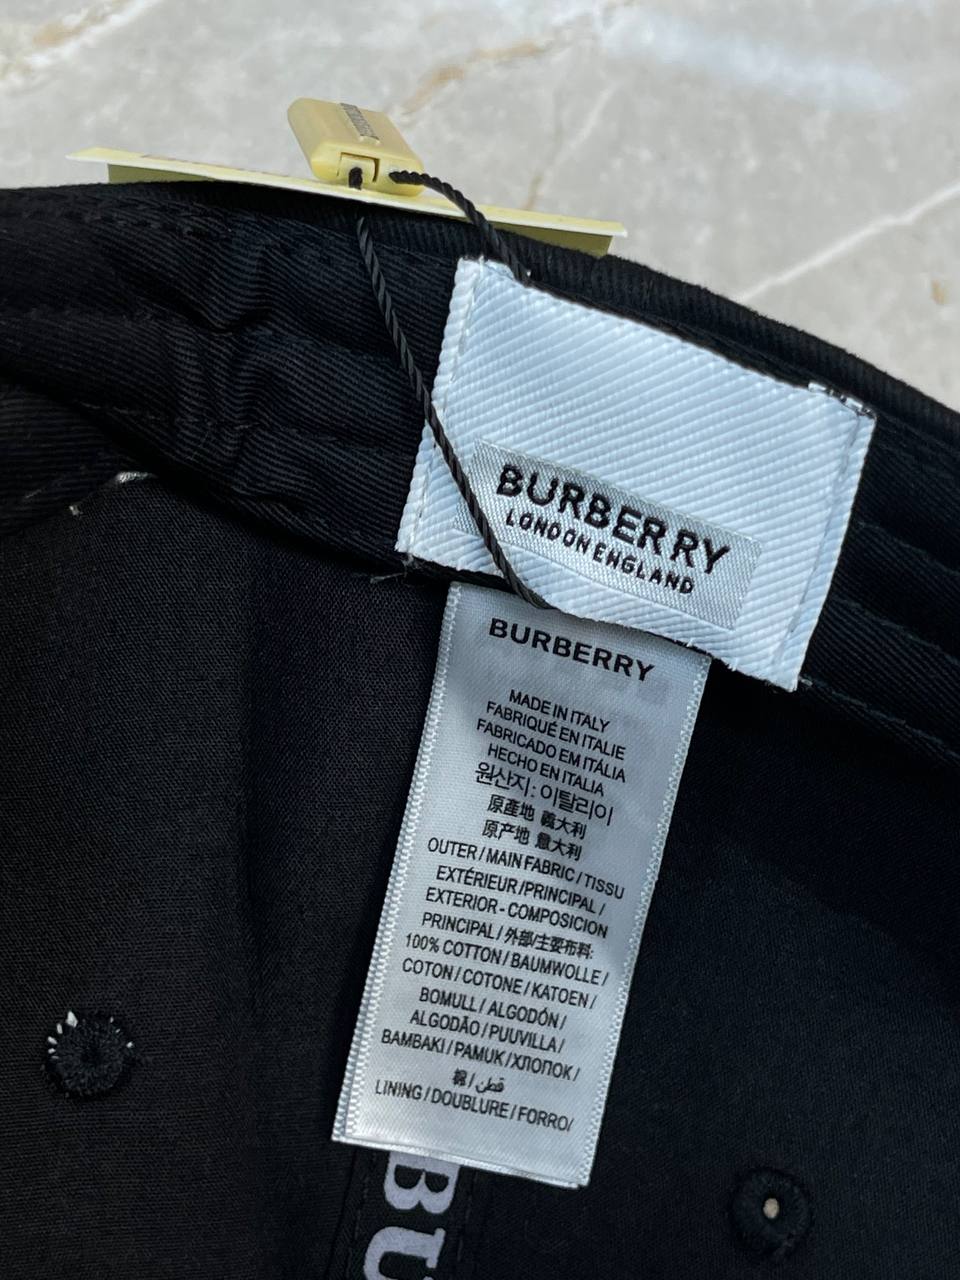 BURBERRY
LONDON ENGLAND
BURBERRY
MADE IN ITALY
FABRIQUÉ EN ITALIE
FABRICADO EM ITÁLIA
HECHO EN ITALIA
원산지: 이탈리아
原產地 義大利
原产地 意大利
OUTER / MAIN FABRIC / TISSU
EXTÉRIEUR / PRINCIPAL /
EXTERIOR - COMPOSICION
PRINCIPAL / 外部/主要布料:
100% COTTON / BAUMWOLLE /
COTON / COTONE / KATOEN /
BOMULL / ALGODÓN /
ALGODÃO / PUUVILLA /
BAMBAKI / PAMUK / ХЛОПОК /
棉 / قطن
LINING / DOUBLURE / FORRO/
BU